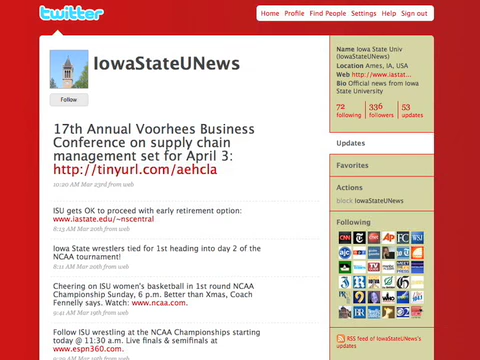 twitter
Home Profile Find People Settings Help Sign out
IowaStateUNews
Follow
17th Annual Voorhees Business
Conference on supply chain
management set for April 3:
http://tinyurl.com/aehcla
10:20 AM Mar 23rd from web
ISU gets OK to proceed with early retirement option:
www.iastate.edu/~nscentral
8:13 AM Mar 20th from web
Iowa State wrestlers tied for 1st heading into day 2 of the
NCAA tournament!
8:11 AM Mar 20th from web
Cheering on ISU women's basketball in 1st round NCAA
Championship Sunday, 6 p.m. Better than Xmas, Coach
Fennelly says. Watch: www.ncaa.com.
9:41 AM Mar 19th from web
Follow ISU wrestling at the NCAA Championships starting
today @ 11:30 a.m. Live finals & semifinals at
www.espn360.com.
Name Iowa State Univ
(IowaStateUNews)
Location Ames, IA, USA
Web http://www.iastat...
Bio Official news from Iowa
State University
72 336 53
following followers updates
Updates
Favorites
Actions
block IowaStateUNews
Following
CNN T AP FC WSJ
ajc
TV
WHO
RSS feed of IowaStateUNews's
updates